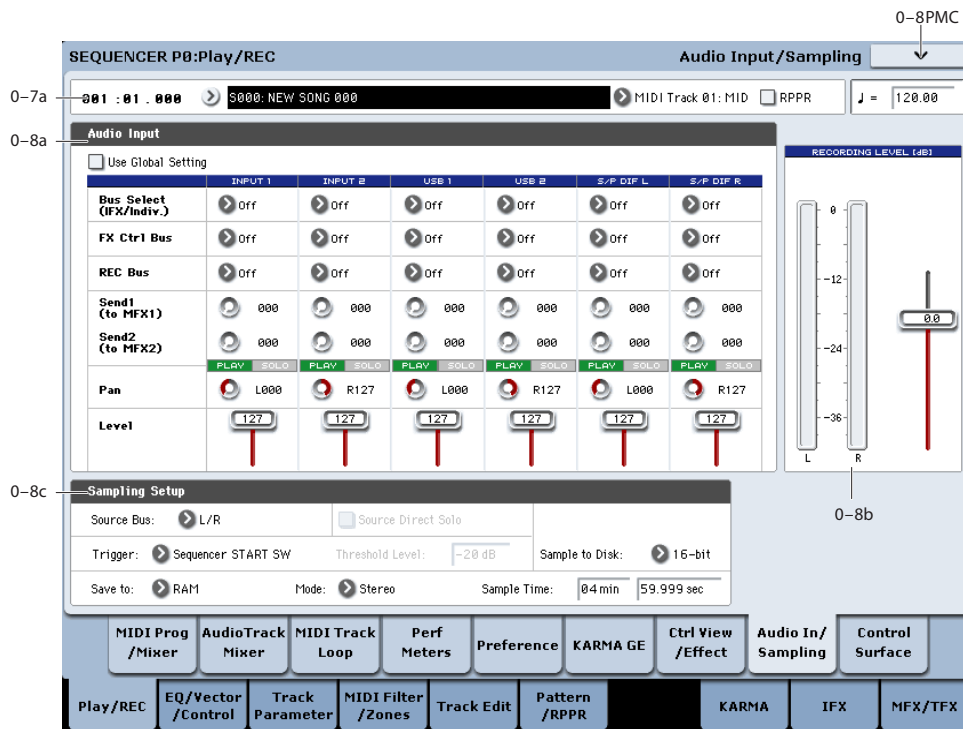 0–8PMC
SEQUENCER P0:Play/REC Audio Input/Sampling
0–7a
001 :01 . 000 S000: NEW SONG 000 MIDI Track 01: MID RPPR ♩ = 120.00
0–8a
Audio Input
Use Global Setting
RECORDING LEVEL [dB]
INPUT 1 INPUT 2 USB 1 USB 2 S/P DIF L S/P DIF R
Bus Select
(IFX/Indiv.)
Off Off Off Off Off Off
FX Ctrl Bus Off Off Off Off Off Off
REC Bus Off Off Off Off Off Off
Send1
(to MFX1)
000 000 000 000 000 000
Send2
(to MFX2)
000 000 000 000 000 000
PLAY SOLO PLAY SOLO PLAY SOLO PLAY SOLO PLAY SOLO PLAY SOLO
Pan L000 R127 L000 R127 L000 R127
Level 127 127 127 127 127 127
0
-12
-24
-36
0.0
L R
0–8b
0–8c
Sampling Setup
Source Bus: L/R Source Direct Solo
Trigger: Sequencer START SW Threshold Level: -20 dB Sample to Disk: 16-bit
Save to: RAM Mode: Stereo Sample Time: 04 min 59.999 sec
MIDI Prog
/Mixer
AudioTrack
Mixer
MIDI Track
Loop
Perf
Meters
Preference
KARMA GE
Ctrl View
/Effect
Audio In/
Sampling
Control
Surface
Play/REC
EQ/Vector
/Control
Track
Parameter
MIDI Filter
/Zones
Track Edit
Pattern
/RPPR
KARMA
IFX
MFX/TFX